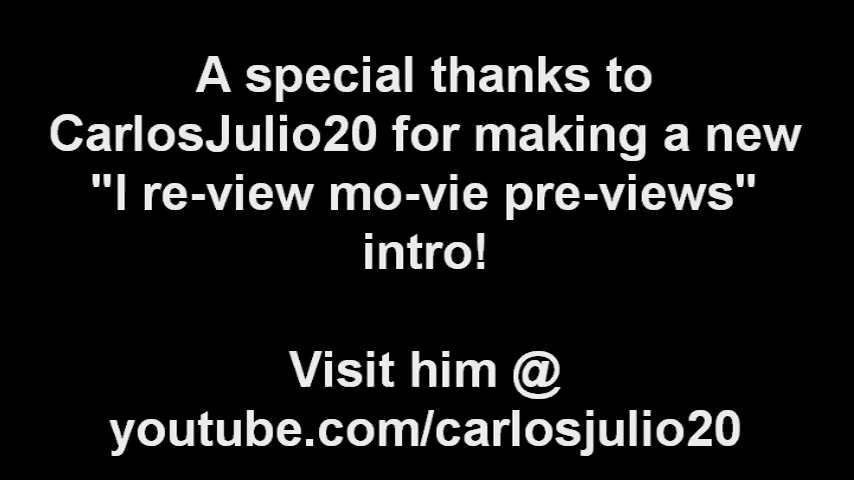 A special thanks to
CarlosJulio20 for making a new
"I re-view mo-vie pre-views"
intro!
Visit him @
youtube.com/carlosjulio20